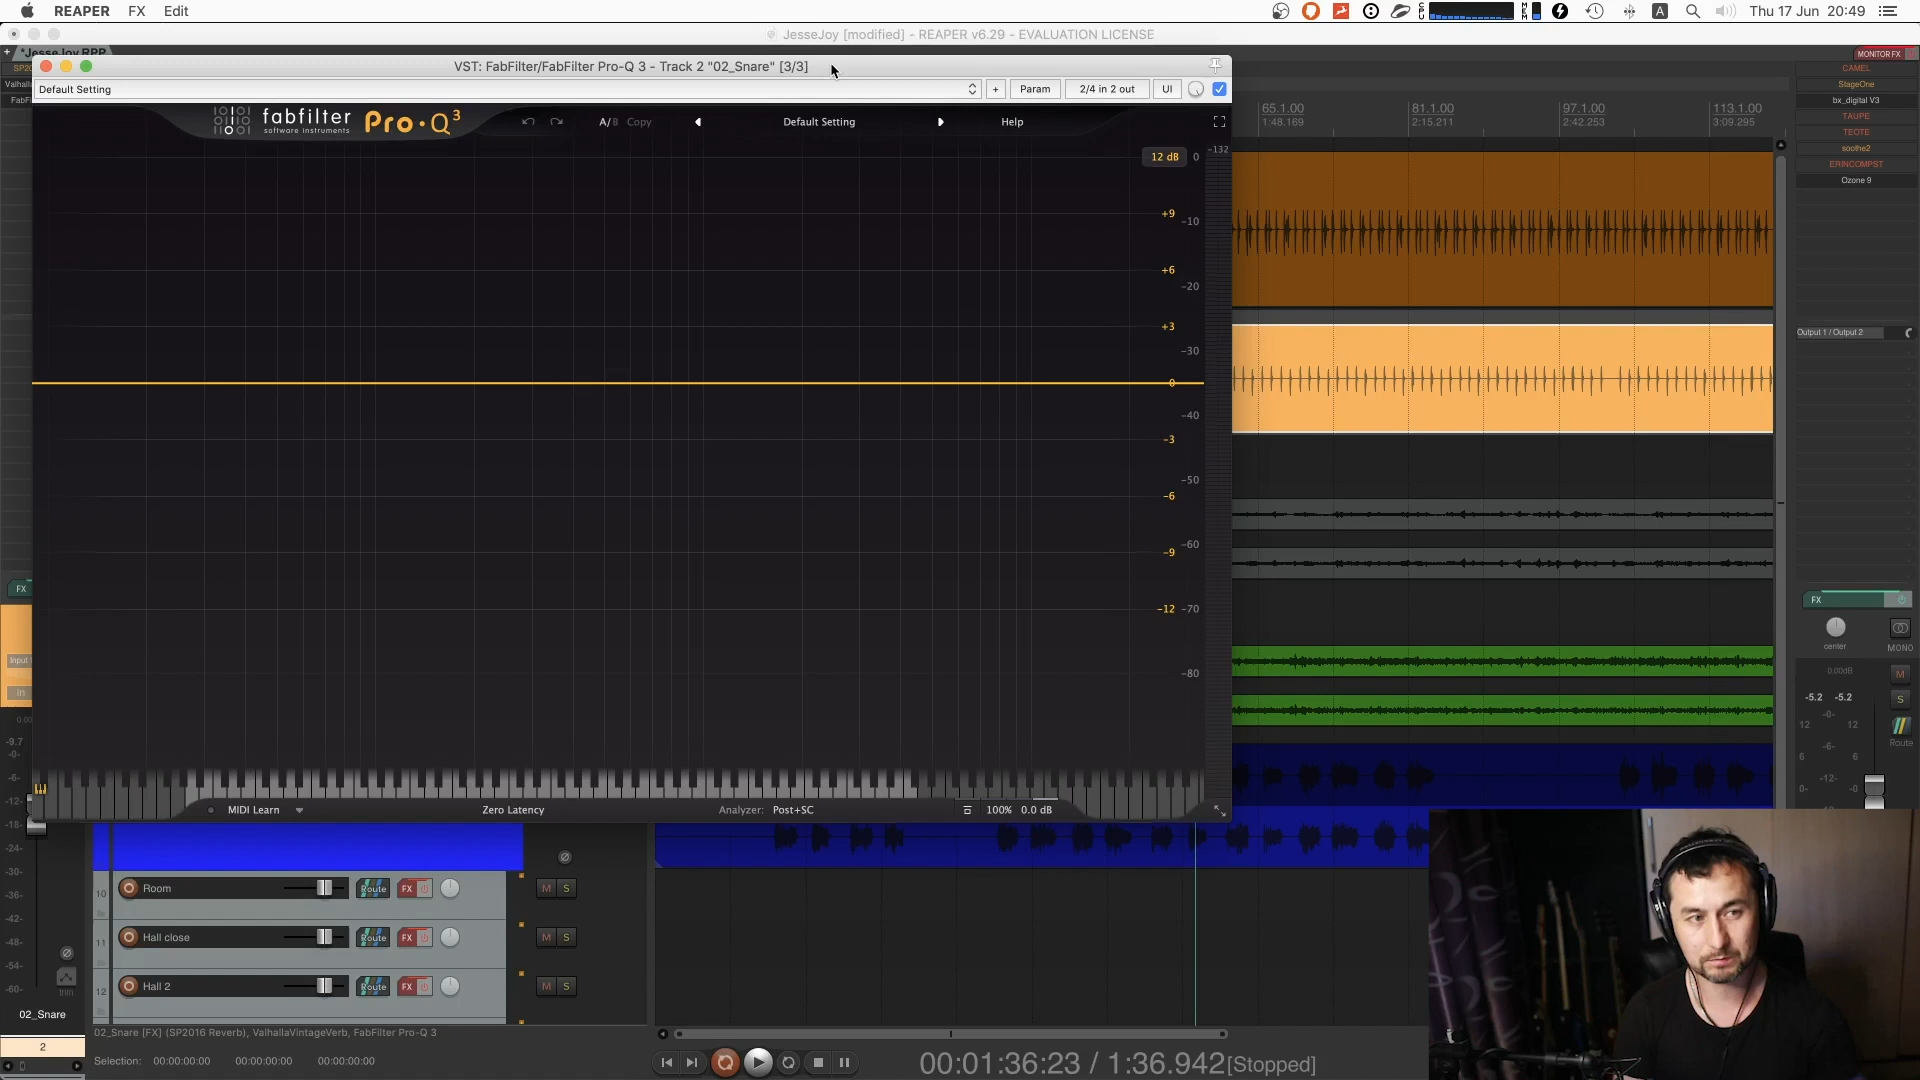 REAPER FX Edit
CPU
MEM
A
Thu 17 Jun 20:49
JesseJoy [modified] - REAPER v6.29 - EVALUATION LICENSE
+ *JesseJoy.RPP
VST: FabFilter/FabFilter Pro-Q 3 - Track 2 "02_Snare" [3/3]
MONITOR FX
Default Setting
+ Param 2/4 in 2 out UI
fabfilter
software instruments
Pro·Q3
A/B Copy
Default Setting
Help
12 dB 0 -132
+9 -10
+6 -20
+3 -30
0 -40
-3 -50
-6 -60
-9
-12 -70
-80
MIDI Learn
Zero Latency
Analyzer: Post+SC
100% 0.0 dB
65.1.00 81.1.00 97.1.00 113.1.00
1:48.169 2:15.211 2:42.253 3:09.295
CAMEL
StageOne
bx_digital V3
TAUPE
TEOTE
soothe2
ERINCOMPST
Ozone 9
Output 1 / Output 2
FX
center
MONO
0.00dB
M
-5.2 -5.2
S
12 -0- 12
Route
6 -6- 6
-0 -12- -0
FX
In
-9.7
-0-
-6-
-12-
-18-
-24-
-30-
-36-
-42-
-48-
-54-
-60-
trim
02_Snare
2
10 Room Route FX M S
11 Hall close Route FX M S
12 Hall 2 Route FX M S
02_Snare [FX] (SP2016 Reverb), ValhallaVintageVerb, FabFilter Pro-Q 3
Selection: 00:00:00:00 00:00:00:00 00:00:00:00
00:01:36:23 / 1:36.942 [Stopped]